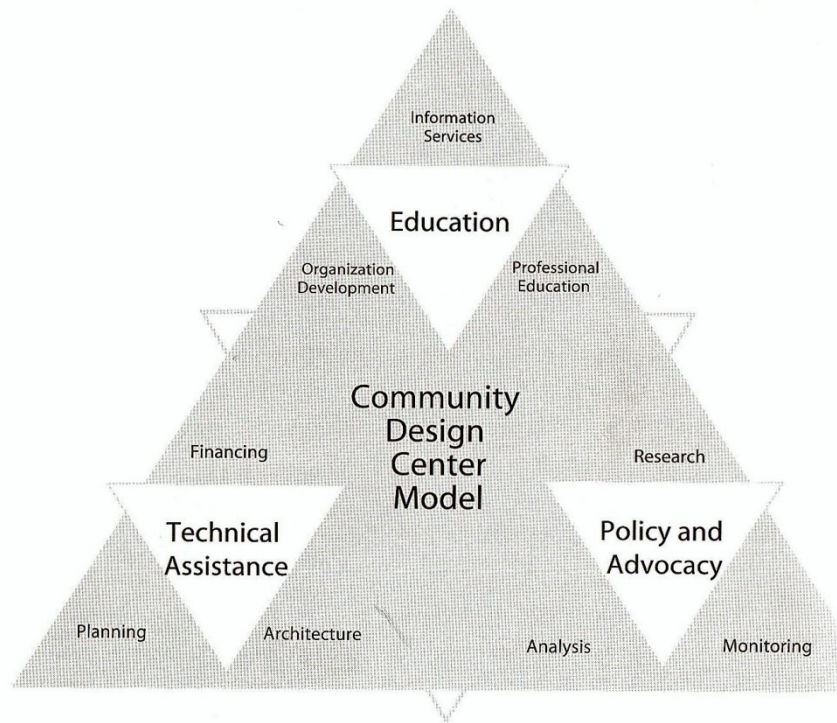 Information
Services
Education
Organization
Development
Professional
Education
Community
Design
Center
Model
Financing
Research
Technical
Assistance
Policy and
Advocacy
Planning
Architecture
Analysis
Monitoring